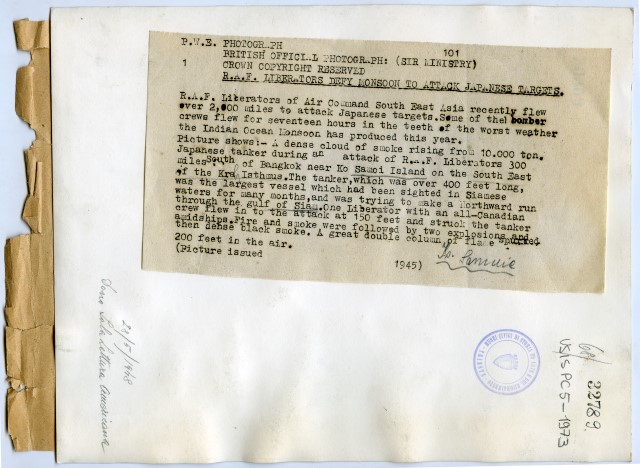 P.W.E. PHOTOGRAPH
101
BRITISH OFFICIAL PHOTOGRAPH: (SIR MINISTRY)
1 CROWN COPYRIGHT RESERVED
R.A.F. LIBERATORS DEFY MONSOON TO ATTACK JAPANESE TARGETS.
R.A.F. Liberators of Air Command South East Asia recently flew
over 2,000 miles to attack Japanese targets. Some of the bomber
crews flew for seventeen hours in the teeth of the worst weather
the Indian Ocean Monsoon has produced this year.
Picture shows:- A dense cloud of smoke rising from 10.000 ton.
Japanese tanker during an attack of R.A.F. Liberators 300
miles South of Bangkok near Ko Samoi Island on the South East
of the Kra Isthmus. The tanker, which was over 400 feet long,
was the largest vessel which had been sighted in Siamese
waters for many months, and was trying to make a Northward run
through the gulf of Siam. One Liberator with an all-Canadian
crew flew in to the attack at 150 feet and struck the tanker
amidships. Fire and smoke were followed by two explosions and
then dense black smoke. A great double column of flame spurted
200 feet in the air.
(Picture issued 1945)
22789
USIS PC 5-1973